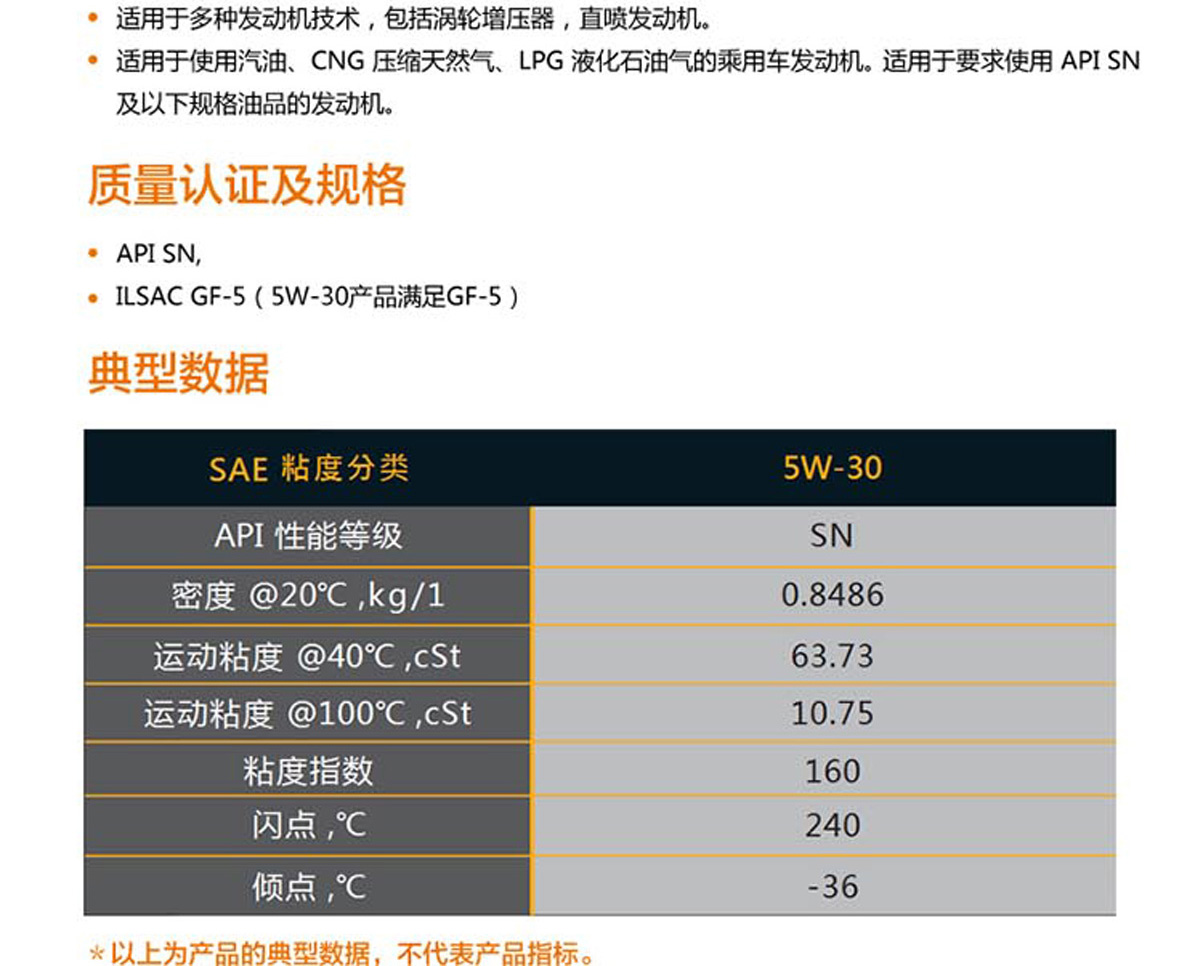 • 适用于多种发动机技术，包括涡轮增压器，直喷发动机。
• 适用于使用汽油、CNG 压缩天然气、LPG 液化石油气的乘用车发动机。适用于要求使用 API SN
及以下规格油品的发动机。
质量认证及规格
• API SN,
• ILSAC GF-5（5W-30产品满足GF-5）
典型数据
SAE 粘度分类 5W-30
API 性能等级 SN
密度 @20℃ ,kg/1 0.8486
运动粘度 @40℃ ,cSt 63.73
运动粘度 @100℃ ,cSt 10.75
粘度指数 160
闪点 ,℃ 240
倾点 ,℃ -36
*以上为产品的典型数据，不代表产品指标。